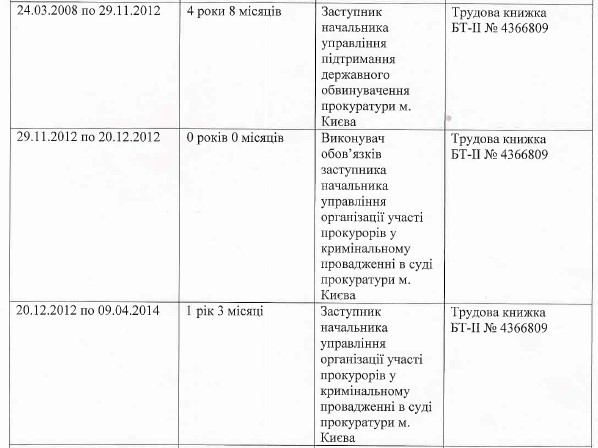 24.03.2008 по 29.11.2012
4 роки 8 місяців
Заступник
начальника
управління
підтримання
державного
обвинувачення
прокуратури м.
Києва
Трудова книжка
БТ-ІІ № 4366809
29.11.2012 по 20.12.2012
0 років 0 місяців
Виконувач
обов’язків
заступника
начальника
управління
організації участі
прокурорів у
кримінальному
провадженні в суді
прокуратури м.
Києва
Трудова книжка
БТ-ІІ № 4366809
20.12.2012 по 09.04.2014
1 рік 3 місяці
Заступник
начальника
управління
організації участі
прокурорів у
кримінальному
провадженні в суді
прокуратури м.
Києва
Трудова книжка
БТ-ІІ № 4366809